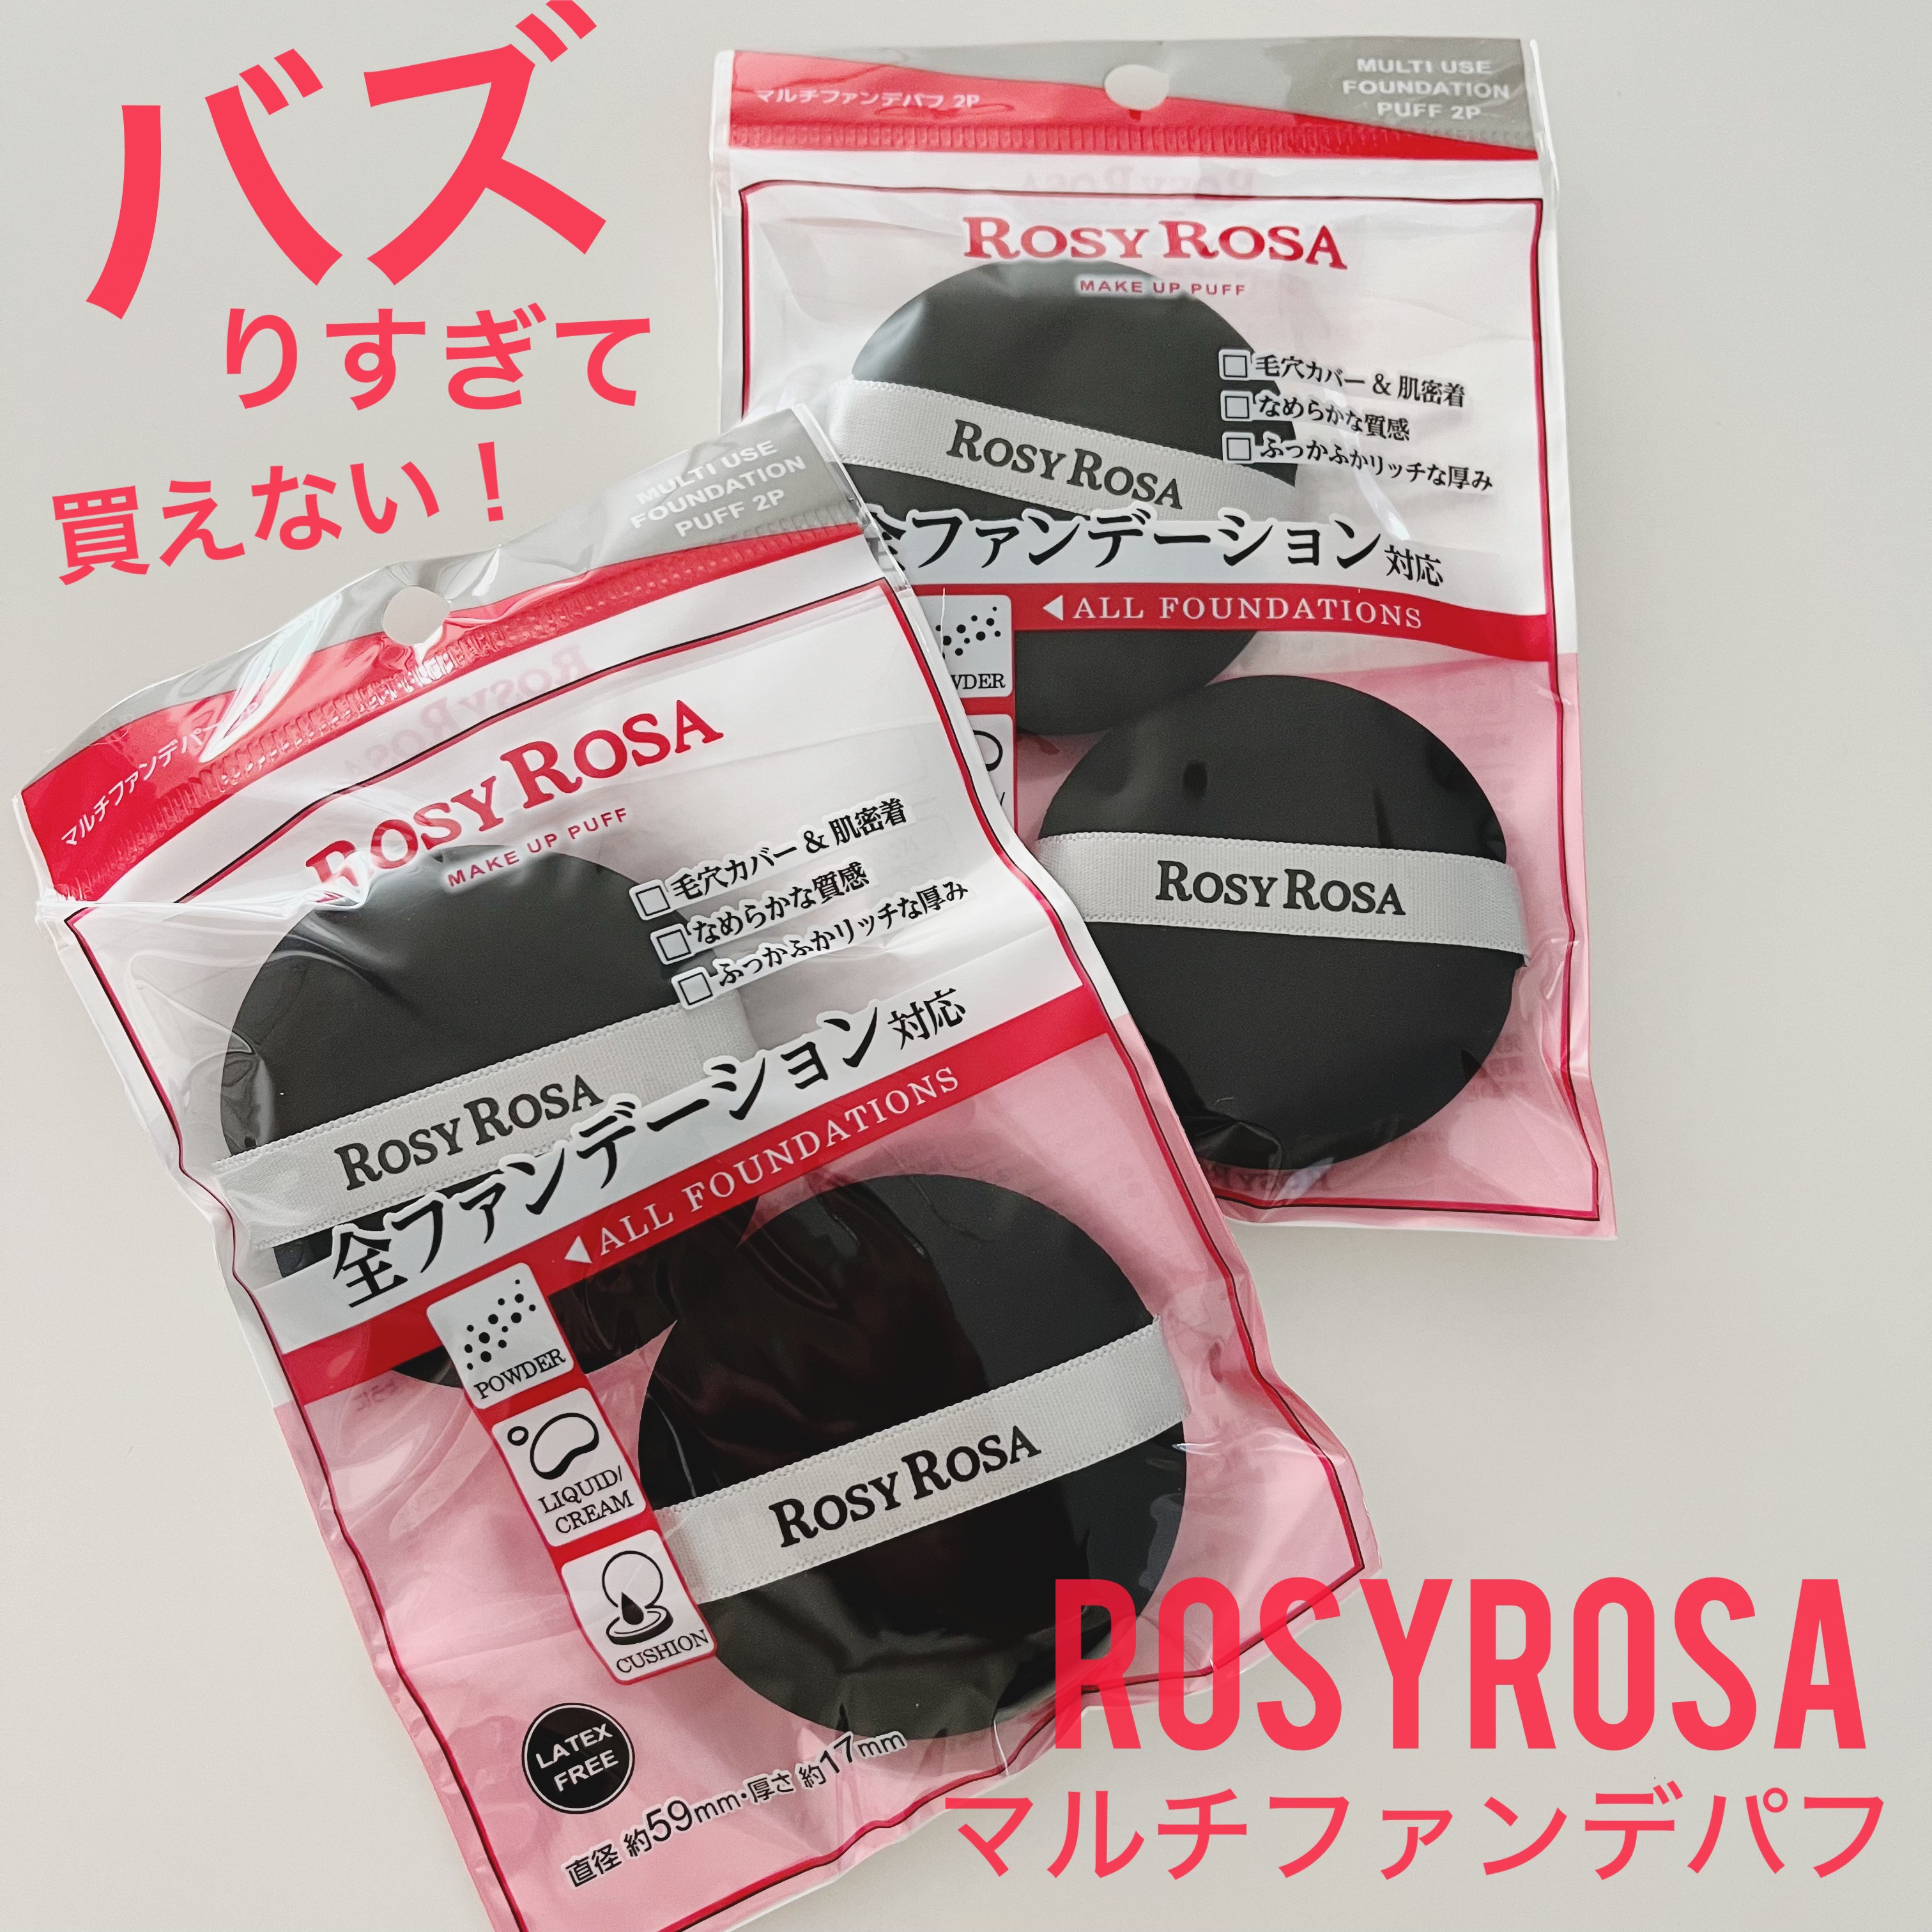 バズ
りすぎて
買えない！
マルチファンデパフ 2P
MULTI USE
FOUNDATION
PUFF 2P
ROSY ROSA
MAKE UP PUFF
毛穴カバー & 肌密着
なめらかな質感
ふっかふかリッチな厚み
ROSY ROSA
全ファンデーション対応
ALL FOUNDATIONS
ROSY ROSA
MULTI USE
FOUNDATION
PUFF 2P
マルチファンデパ
ROSY ROSA
MAKE UP PUFF
毛穴カバー & 肌密着
なめらかな質感
ふっかふかリッチな厚み
ROSY ROSA
全ファンデーション対応
ALL FOUNDATIONS
POWDER
LIQUID/
CREAM
CUSHION
ROSY ROSA
LATEX
FREE
直径 約59mm・厚さ 約17mm
ROSYROSA
マルチファンデパフ